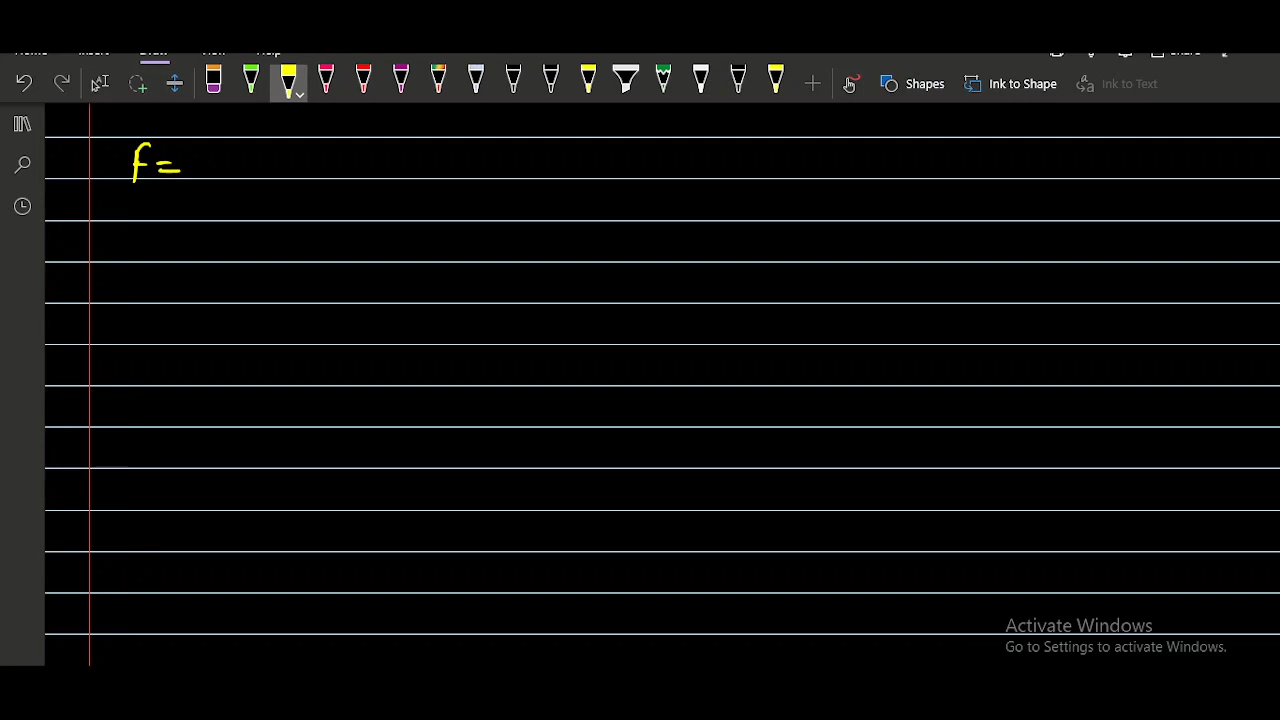 Shapes
Ink to Shape
Ink to Text
f =
Activate Windows
Go to Settings to activate Windows.